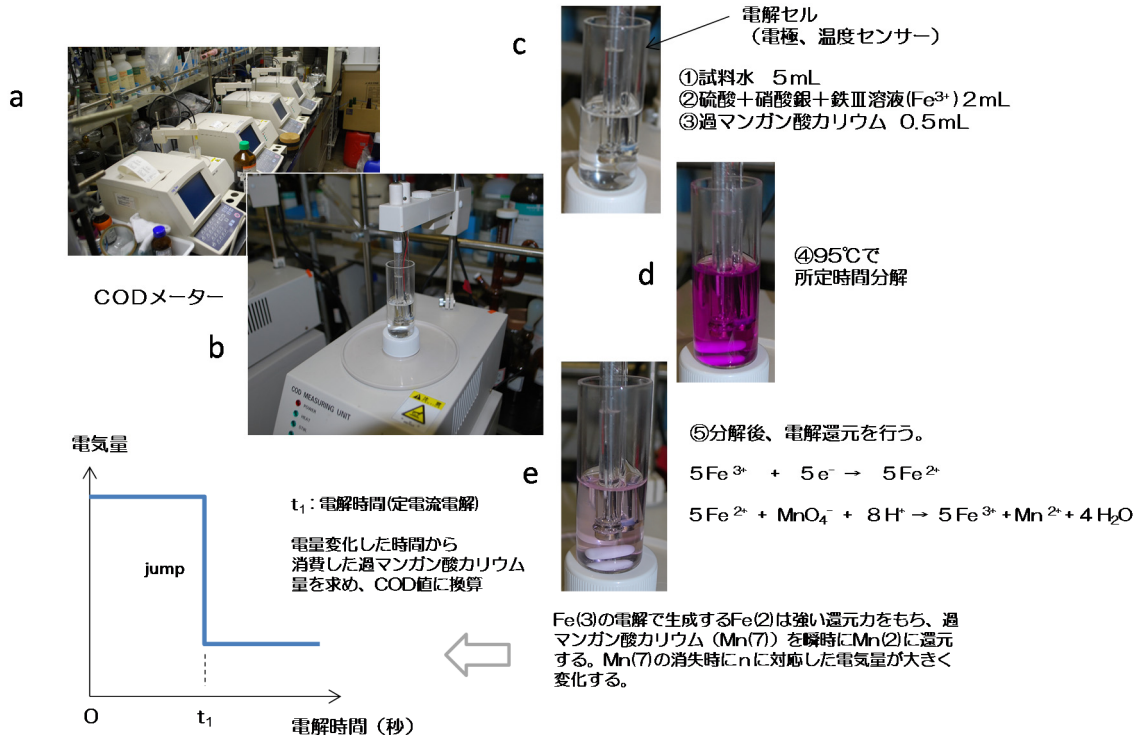 a
CODメーター
b
COD MEASURING UNIT
POWER
HEAT
c
電解セル
(電極、温度センサー)
①試料水 5mL
②硫酸+硝酸銀+鉄Ⅲ溶液(Fe³⁺)2mL
③過マンガン酸カリウム 0.5mL
d
④95℃で
所定時間分解
e
⑤分解後、電解還元を行う。
5Fe³⁺ + 5e⁻ → 5Fe²⁺
5Fe²⁺ + MnO₄⁻ + 8H⁺ → 5Fe³⁺+Mn²⁺+4H₂O
Fe(3)の電解で生成するFe(2)は強い還元力をもち、過
マンガン酸カリウム(Mn(7))を瞬時にMn(2)に還元
する。Mn(7)の消失時にnに対応した電気量が大きく
変化する。
電気量
jump
t₁:電解時間(定電流電解)
電量変化した時間から
消費した過マンガン酸カリウム
量を求め、COD値に換算
O
t₁
電解時間(秒)